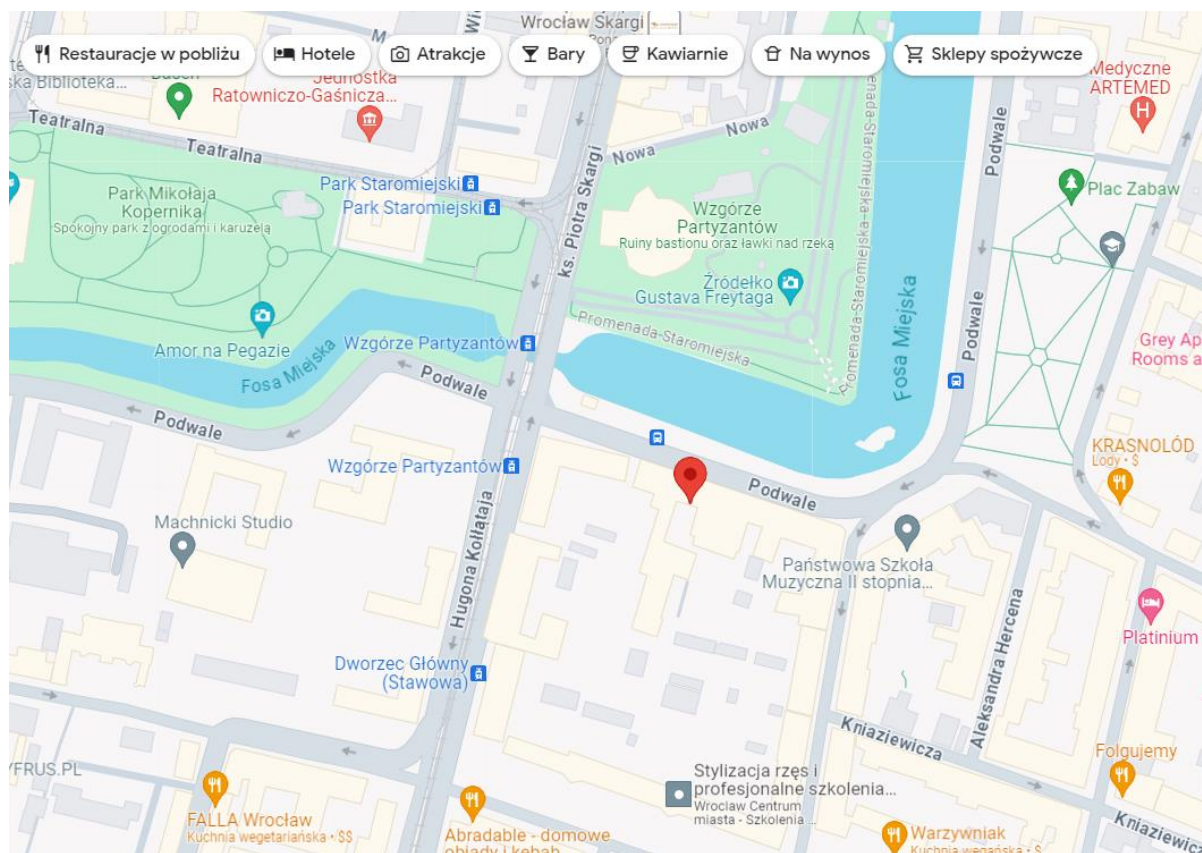 Wrocław Skargi
Restauracje w pobliżu
Hotele
Atrakcje
Bary
Kawiarnie
Na wynos
Sklepy spożywcze
Biblioteka...
Jednostka
Ratowniczo-Gaśnicza...
Medyczne
ARTEMED
Teatralna
Teatralna
Nowa
Nowa
Podwale
Park Staromiejski
Park Staromiejski
Plac Zabaw
Park Mikołaja
Kopernika
Spokojny park z ogrodami i karuzelą
ks. Piotra Skargi
Wzgórze
Partyzantów
Ruiny bastionu oraz ławki nad rzeką
Promenada-Staromiejska
Źródełko
Gustava Freytaga
Promenada-Staromiejska
Promenada-Staromiejska
Fosa Miejska
Podwale
Amor na Pegazie
Fosa Miejska
Wzgórze Partyzantów
Grey Ap
Rooms a
Podwale
Podwale
KRASNOLÓD
Lody • $
Wzgórze Partyzantów
Podwale
Machnicki Studio
Hugona Kołłątaja
Państwowa Szkoła
Muzyczna II stopnia...
Aleksandra Hercena
Platinium
Dworzec Główny
(Stawowa)
Kniaziewicza
YFRUS.PL
Stylizacja rzęs i
profesjonalne szkolenia...
Wrocław Centrum
miasta - Szkolenia ...
Folgujemy
FALLA Wrocław
Kuchnia wegetariańska • $$
Abradable - domowe
obiady i kebab
Warzywniak
Kuchnia wegańska • $
Kniaziewicza